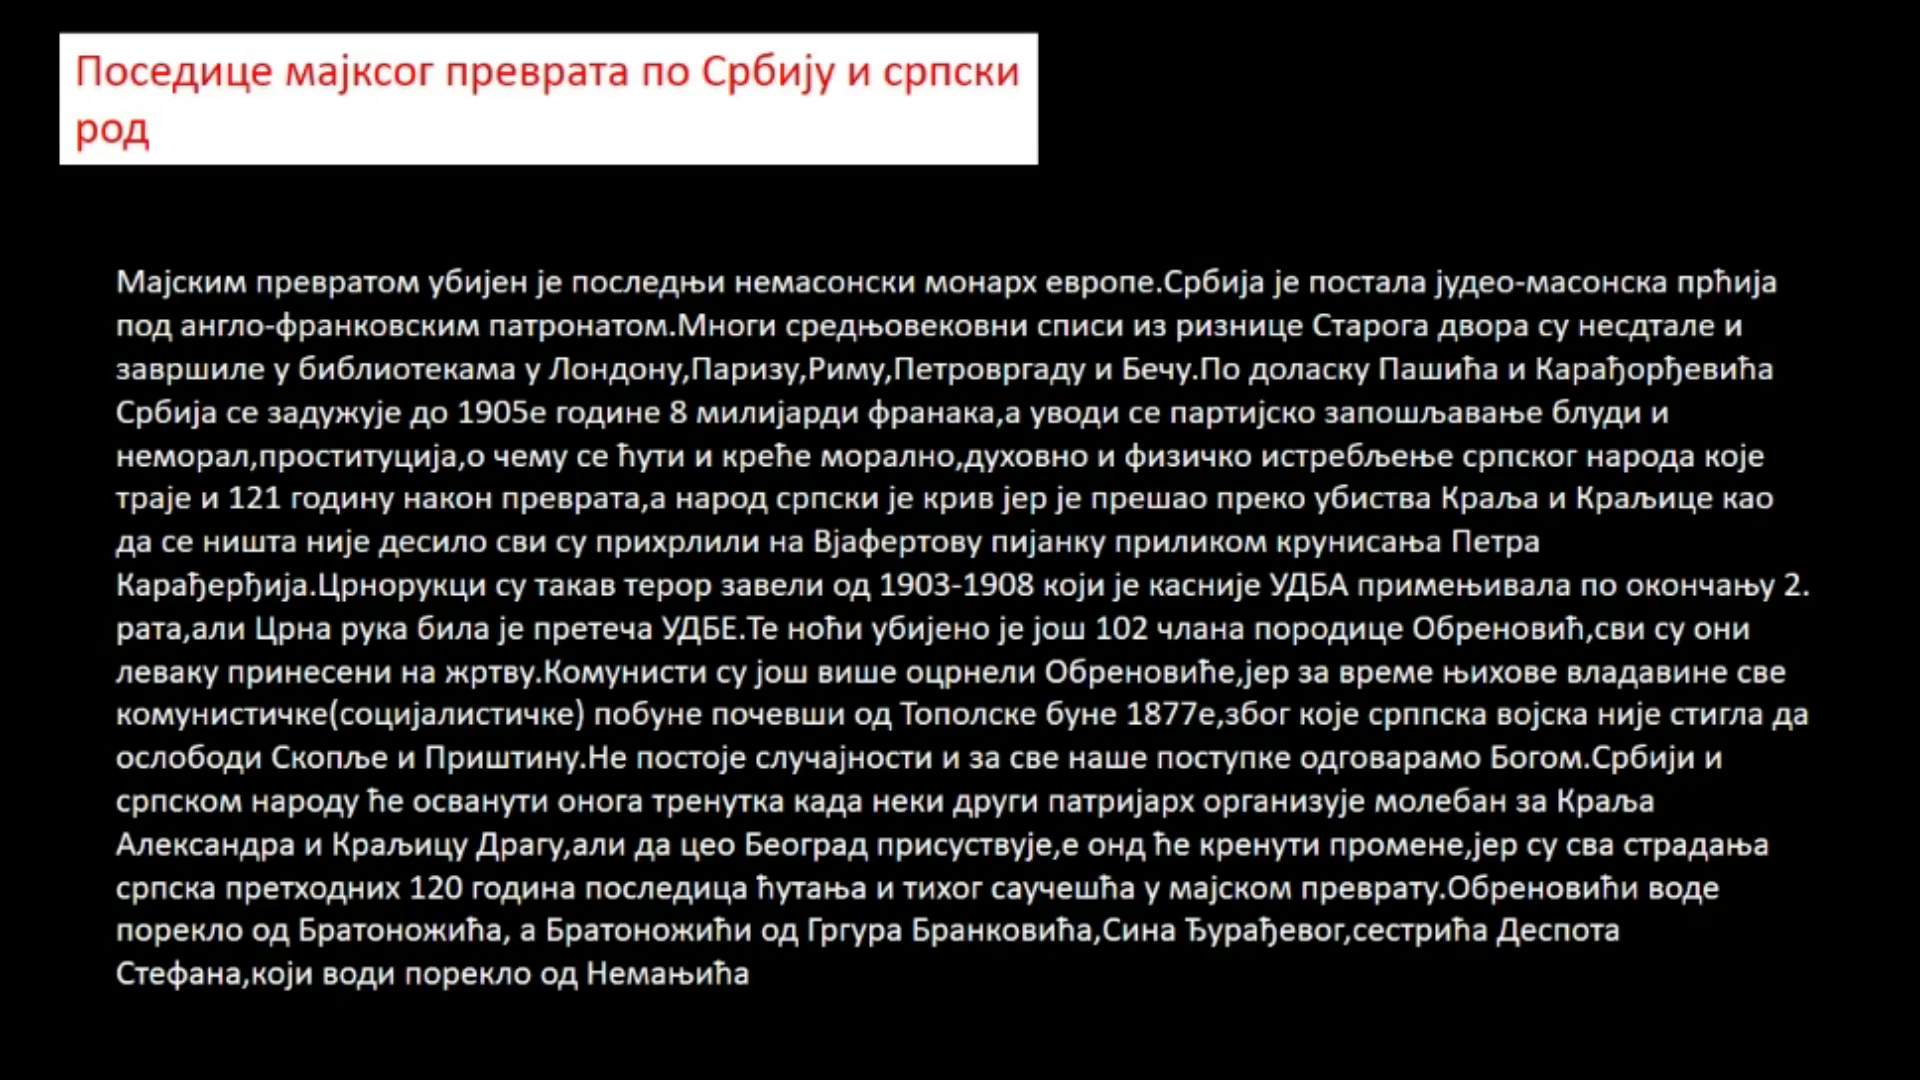 Поседице мајксог преврата по Србију и српски
род
Мајским превратом убијен је последњи немасонски монарх европе.Србија је постала јудео-масонска прћија
под англо-франковским патронатом.Многи средњовековни списи из ризнице Старога двора су несдтале и
завршиле у библиотекама у Лондону,Паризу,Риму,Петровргаду и Бечу.По доласку Пашића и Карађорђевића
Србија се задужује до 1905е године 8 милијарди франака,а уводи се партијско запошљавање блуди и
неморал,проституција,о чему се ћути и креће морално,духовно и физичко истребљење српског народа које
траје и 121 годину након преврата,а народ српски је крив јер је прешао преко убиства Краља и Краљице као
да се ништа није десило сви су прихрлили на Вјафертову пијанку приликом крунисања Петра
Карађерђија.Црнорукци су такав терор завели од 1903-1908 који је касније УДБА примењивала по окончању 2.
рата,али Црна рука била је претеча УДБЕ.Те ноћи убијено је још 102 члана породице Обреновић,сви су они
леваку принесени на жртву.Комунисти су још више оцрнели Обреновиће,јер за време њихове владавине све
комунистичке(социјалистичке) побуне почевши од Тополске буне 1877е,због које срппска војска није стигла да
ослободи Скопље и Приштину.Не постоје случајности и за све наше поступке одговарамо Богом.Србији и
српском народу ће осванути онога тренутка када неки други патријарх организује молебан за Краља
Александра и Краљицу Драгу,али да цео Београд присуствује,е онд ће кренути промене,јер су сва страдања
српска претходних 120 година последица ћутања и тихог саучешћа у мајском преврату.Обреновићи воде
порекло од Братоножића, а Братоножићи од Гргура Бранковића,Сина Ђурађевог,сестрића Деспота
Стефана,који води порекло од Немањића